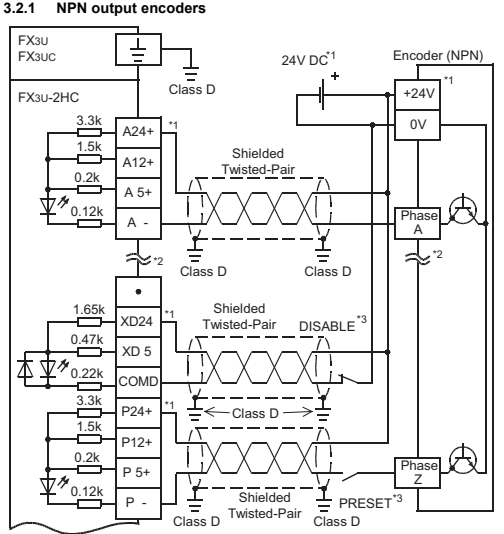 3.2.1 NPN output encoders
FX3U
FX3UC
Class D
24V DC*1
+
Encoder (NPN)
*1
+24V
0V
FX3U-2HC
3.3k
A24+
*1
1.5k
A12+
0.2k
A 5+
0.12k
A -
Shielded
Twisted-Pair
Phase
A
*2
*2
Class D
Class D
1.65k
XD24
*1
0.47k
XD 5
0.22k
COMD
Shielded
Twisted-Pair
DISABLE*3
Class D
3.3k
P24+
*1
1.5k
P12+
0.2k
P 5+
0.12k
P -
Phase
Z
Shielded
Twisted-Pair
PRESET*3
Class D
Class D